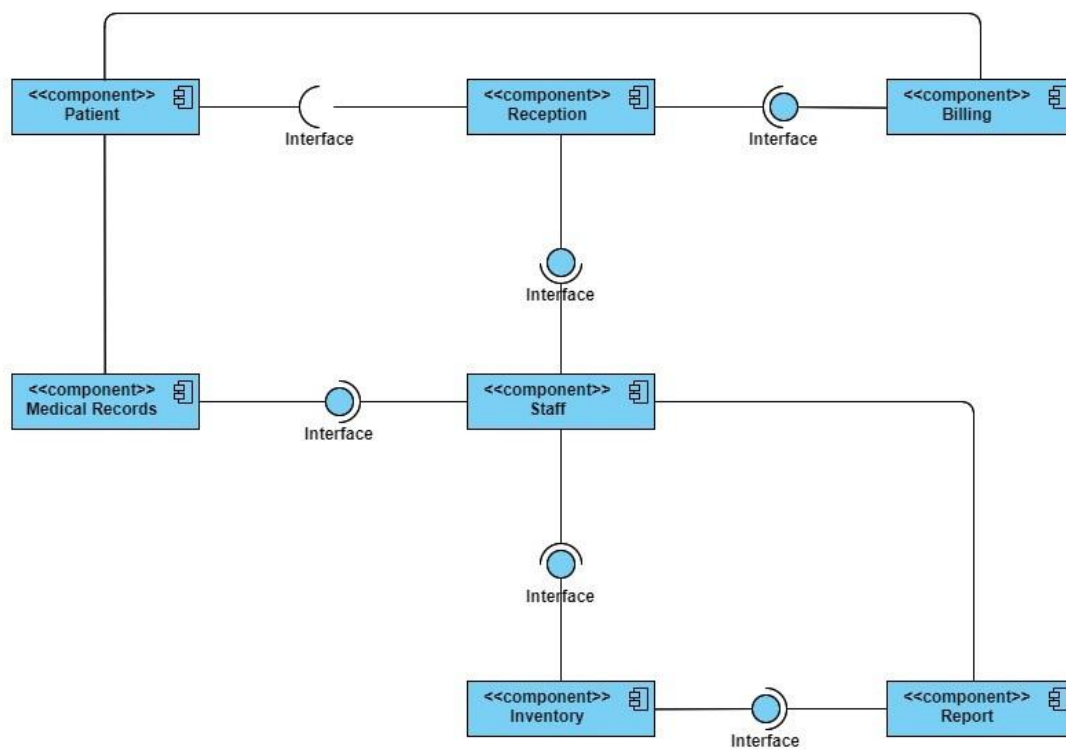 <<component>>
Patient
Interface
<<component>>
Reception
Interface
<<component>>
Billing
Interface
<<component>>
Medical Records
Interface
<<component>>
Staff
Interface
<<component>>
Inventory
Interface
<<component>>
Report